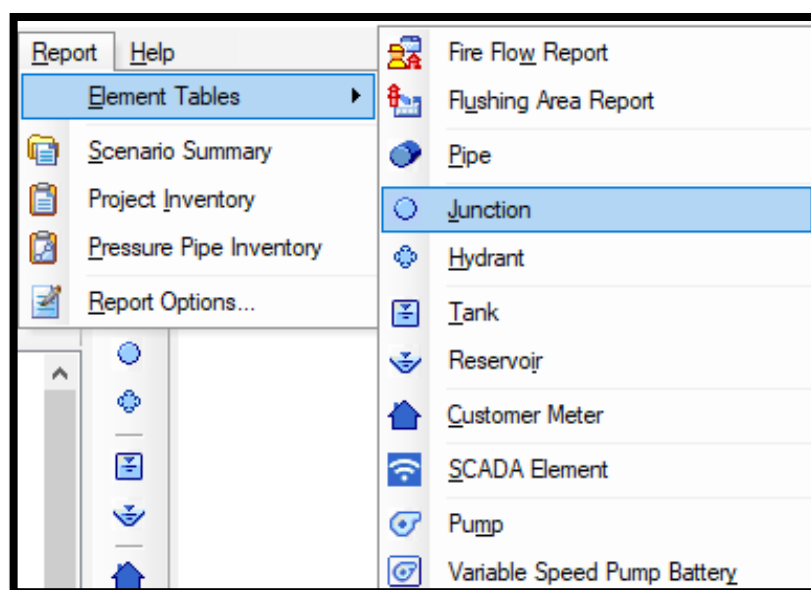 Report Help
Element Tables
Scenario Summary
Project Inventory
Pressure Pipe Inventory
Report Options...
Fire Flow Report
Flushing Area Report
Pipe
Junction
Hydrant
Tank
Reservoir
Customer Meter
SCADA Element
Pump
Variable Speed Pump Battery